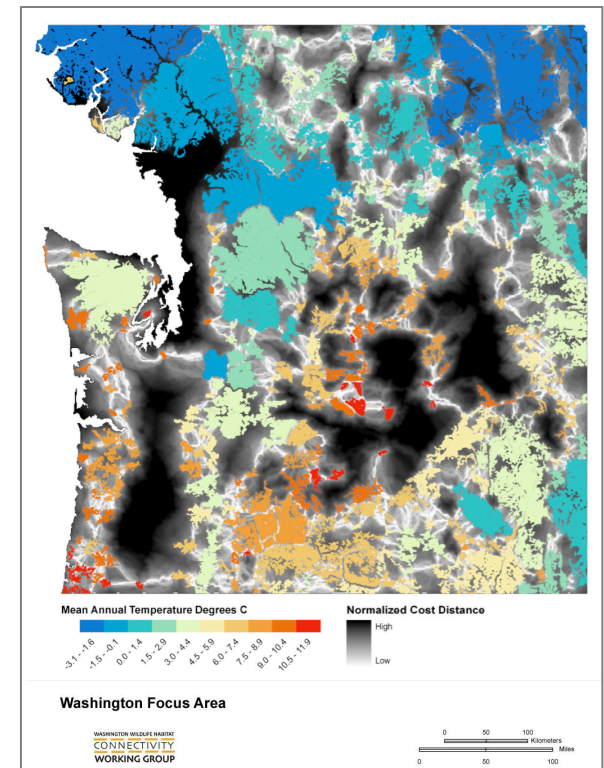 Mean Annual Temperature Degrees C
-3.1 - -1.6
-1.5 - -0.1
0.0 - 1.4
1.5 - 2.9
3.0 - 4.4
4.5 - 5.9
6.0 - 7.4
7.5 - 8.9
9.0 - 10.4
10.5 - 11.9
Normalized Cost Distance
High
Low
Washington Focus Area
WASHINGTON WILDLIFE HABITAT
CONNECTIVITY
WORKING GROUP
0 50 100
Kilometers
Miles
0 50 100